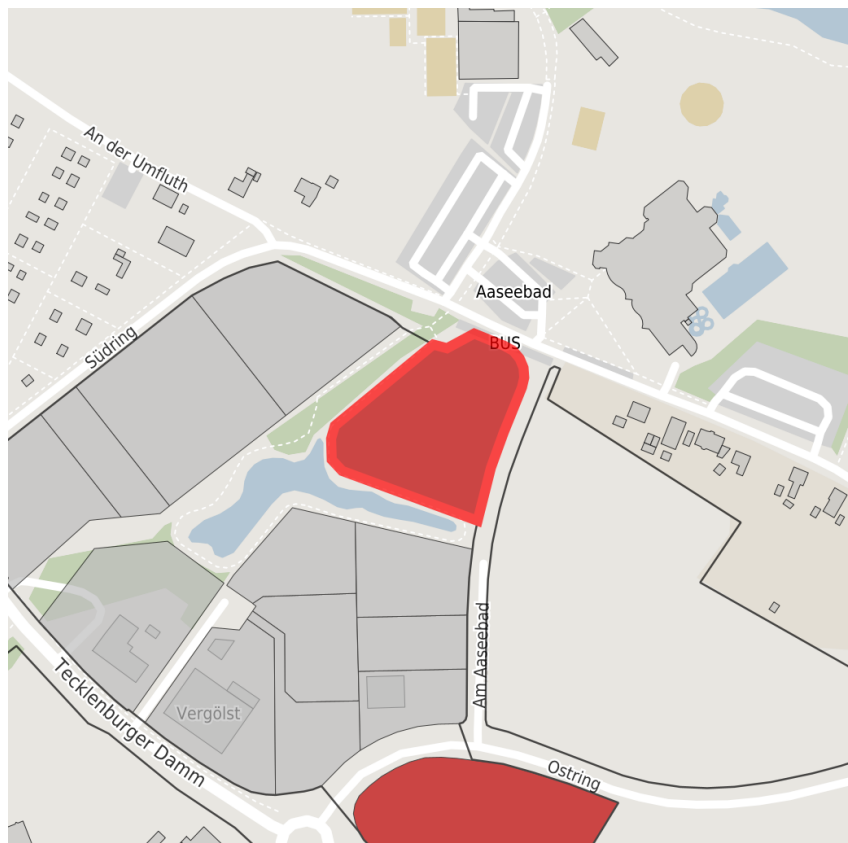 An der Umfluth
Aaseebad
BUS
Südring
Am Aaseebad
Tecklenburger Damm
Vergölst
Ostring